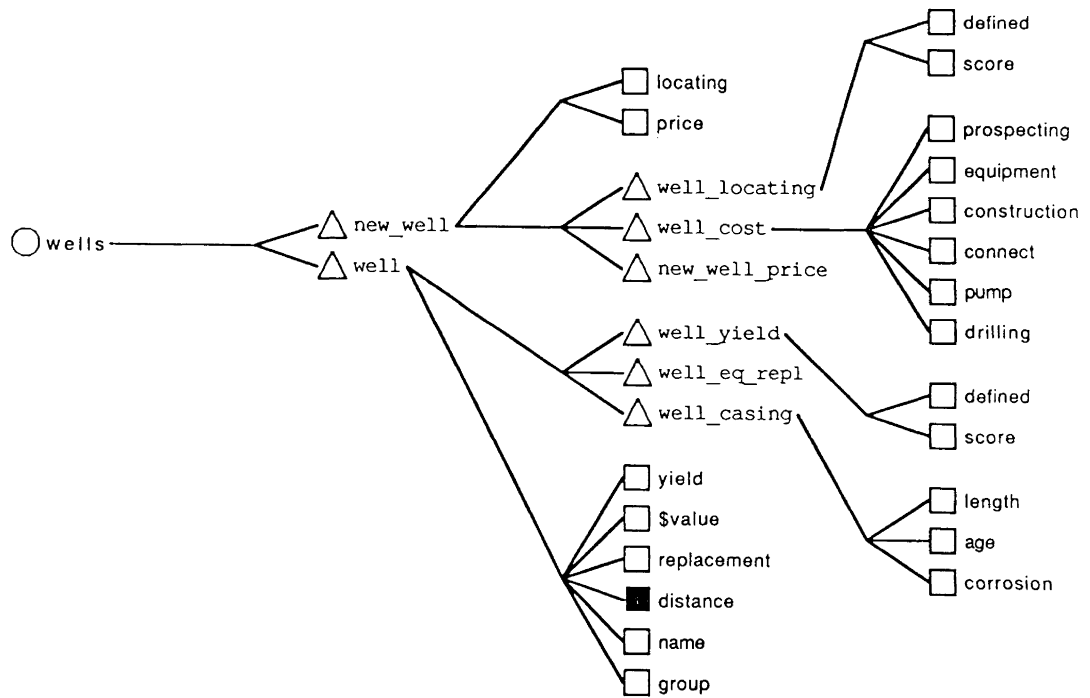 defined
score
locating
price
prospecting
equipment
well_locating
construction
wells
new_well
well_cost
connect
well
new_well_price
pump
drilling
well_yield
well_eq_repl
defined
well_casing
score
yield
length
$value
age
replacement
corrosion
distance
name
group